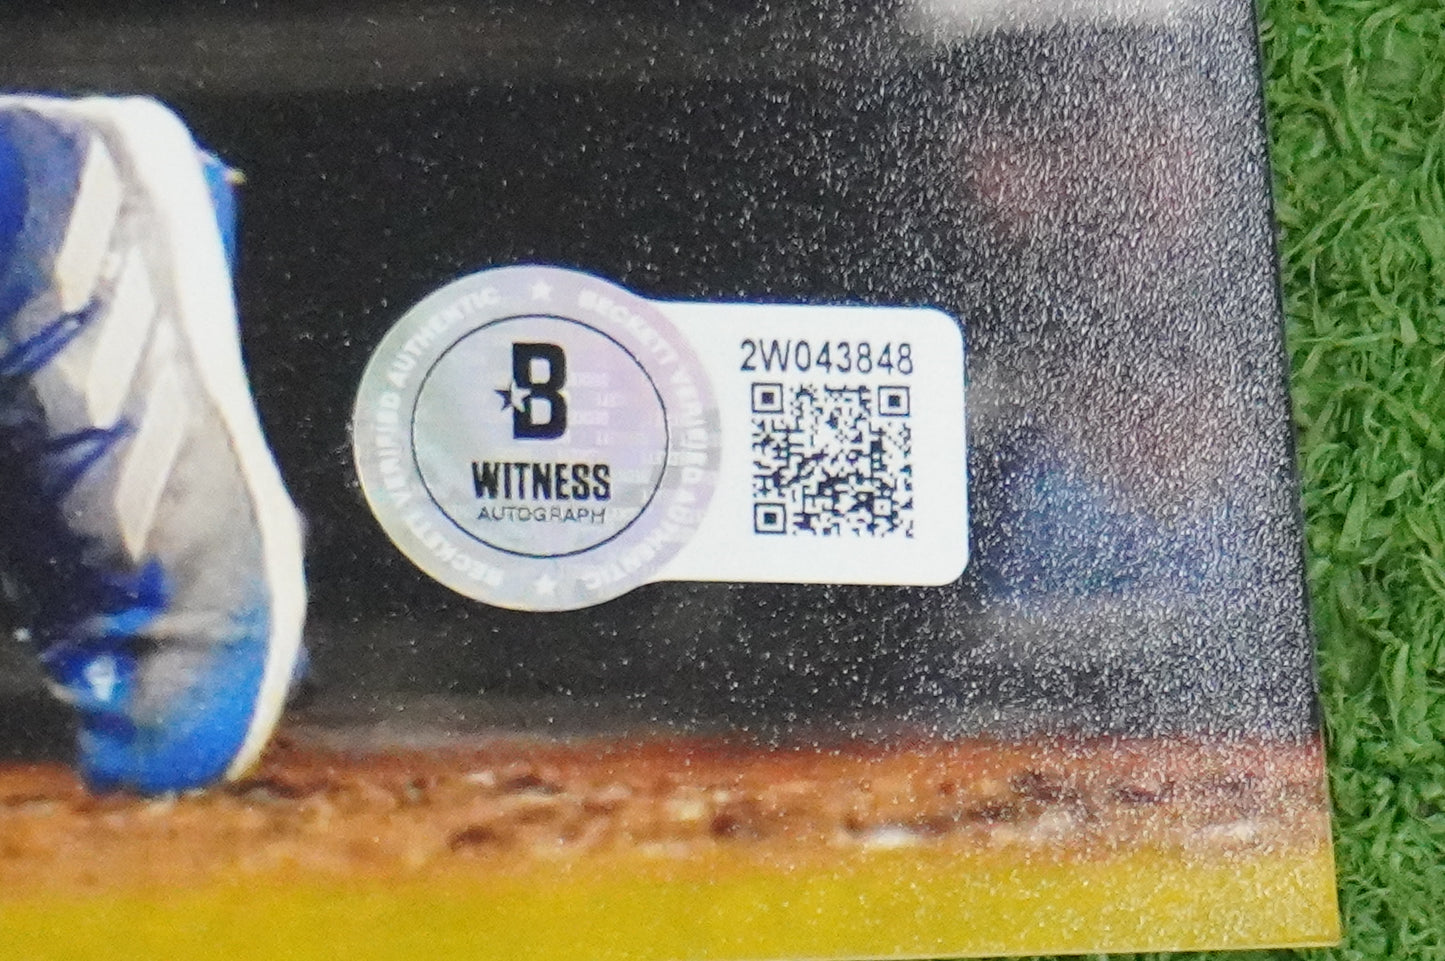 BECKETT VERIFIED AUTHENTIC ★ BECKETT VERIFIED AUTHENTIC ★
B
WITNESS
AUTOGRAPH
2W043848